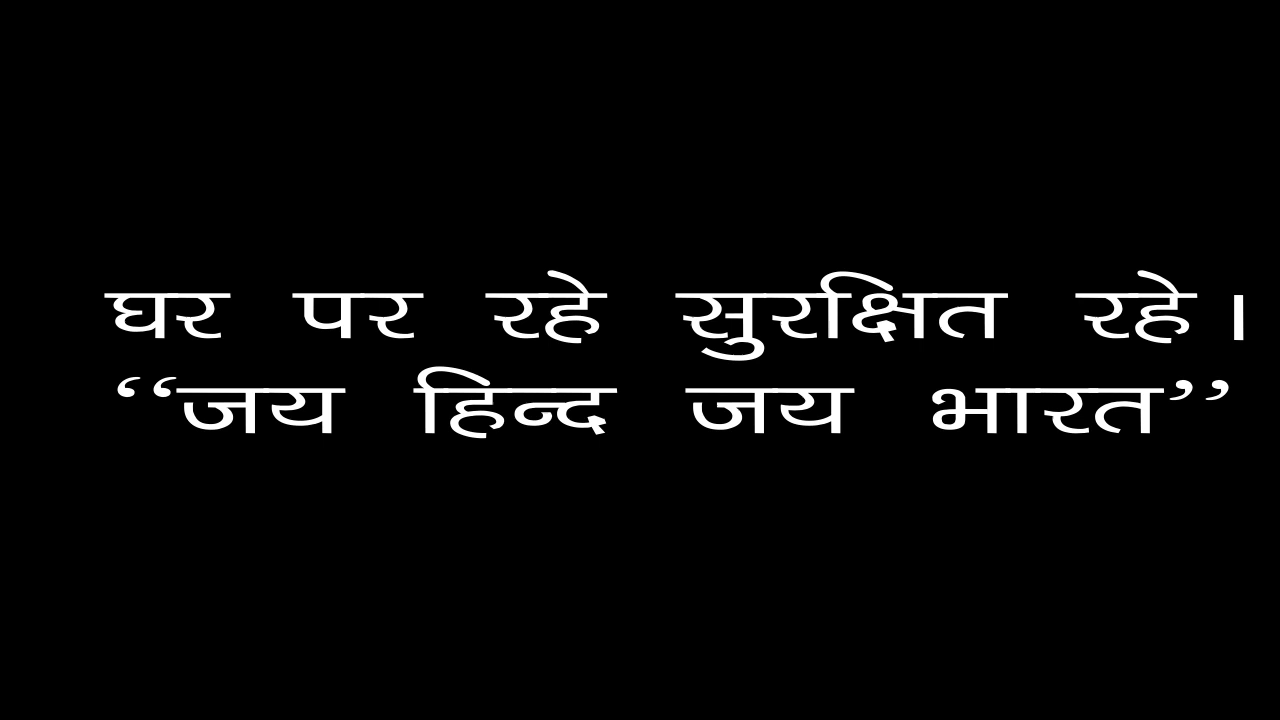 घर पर रहे सुरक्षित रहे।
‘‘जय हिन्द जय भारत’’